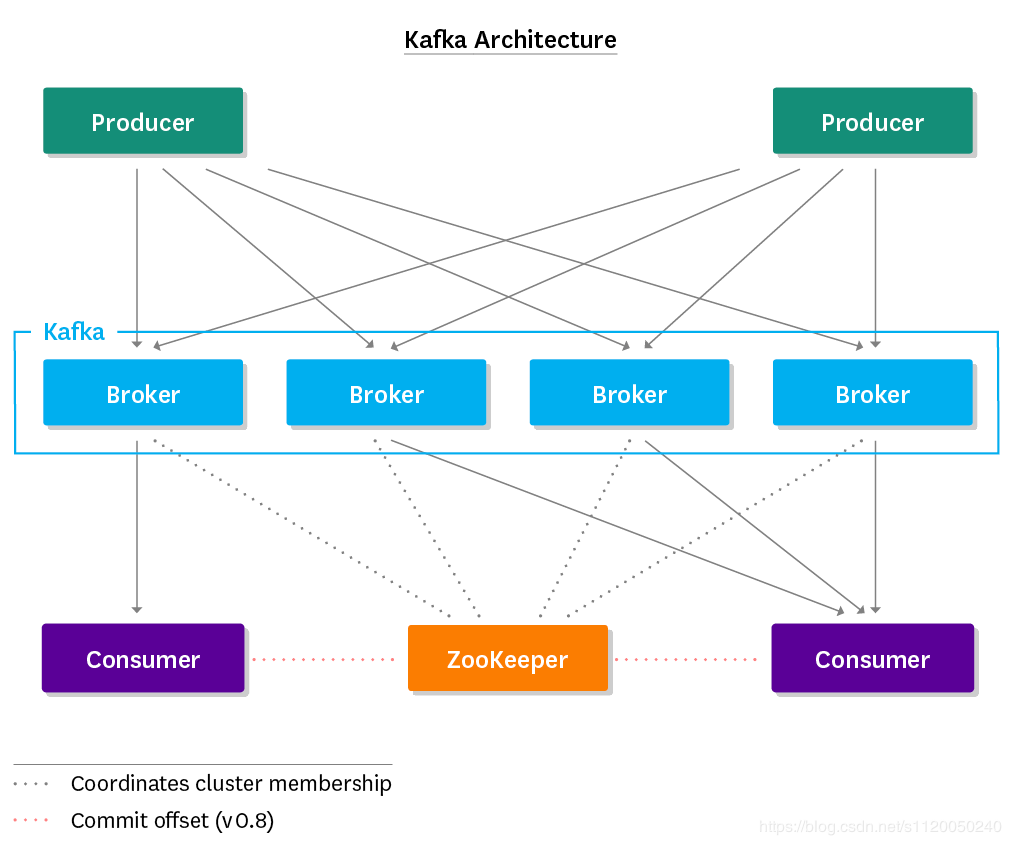 Kafka Architecture
Producer
Producer
Kafka
Broker
Broker
Broker
Broker
Consumer
ZooKeeper
Consumer
Coordinates cluster membership
Commit offset (v0.8)
https://blog.csdn.net/s1120050240